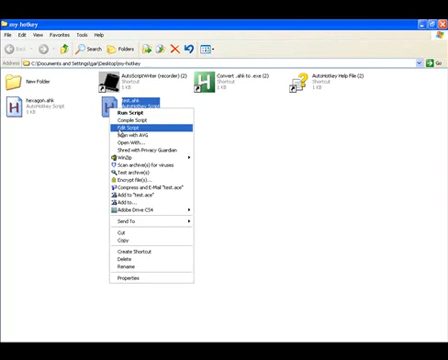 my-hotkey
File Edit View Favorites Tools Help
Back Search Folders
Address C:\Documents and Settings\jgar\Desktop\my-hotkey
New Folder
AutoScriptWriter (recorder) (2)
Shortcut
1 KB
Convert .ahk to .exe (2)
Shortcut
1 KB
AutoHotkey Help File (2)
Shortcut
1 KB
hexagon.ahk
AutoHotkey Script
1 KB
test.ahk
AutoHotkey Script
Run Script
Compile Script
Edit Script
Scan with AVG
Open With...
Shred with Privacy Guardian
WinZip
Scan archive(s) for viruses
Test archive(s)
Encrypt file(s)...
Compress and E-Mail "test.ace"
Add to "test.ace"
Add to...
Adobe Drive CS4
Send To
Cut
Copy
Create Shortcut
Delete
Rename
Properties